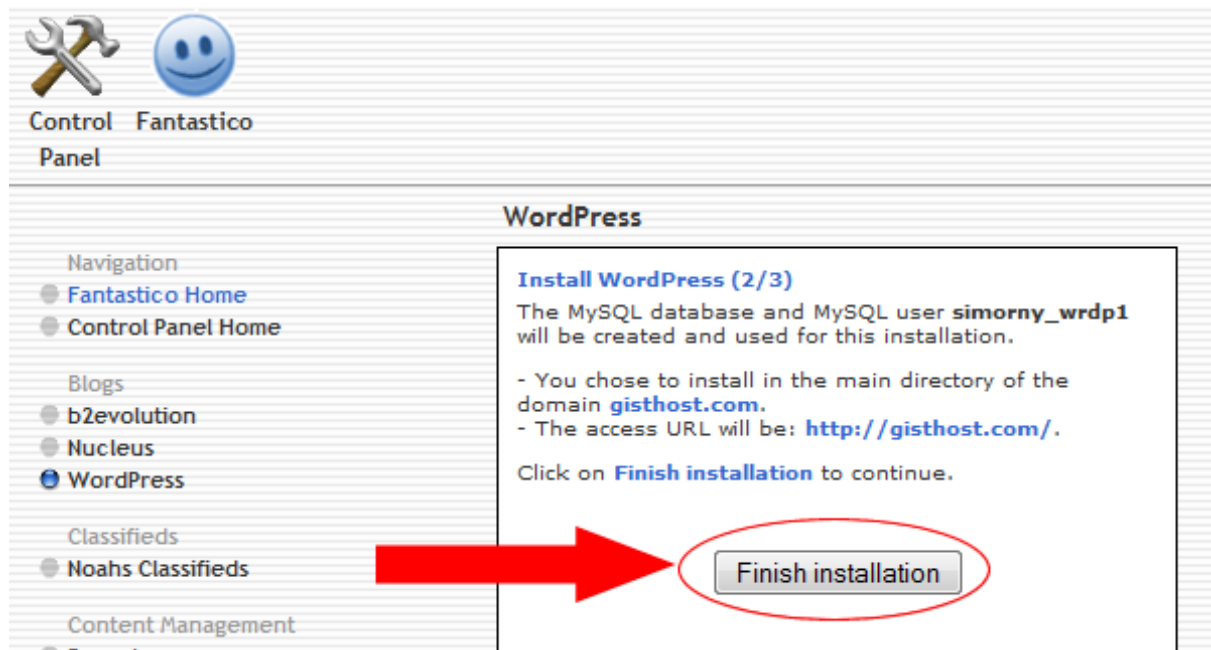 Control Fantastico
Panel
WordPress
Navigation
Fantastico Home
Control Panel Home
Blogs
b2evolution
Nucleus
WordPress
Classifieds
Noahs Classifieds
Content Management
Install WordPress (2/3)
The MySQL database and MySQL user simorny_wrdp1
will be created and used for this installation.
- You chose to install in the main directory of the
domain gisthost.com.
- The access URL will be: http://gisthost.com/.
Click on Finish installation to continue.
Finish installation